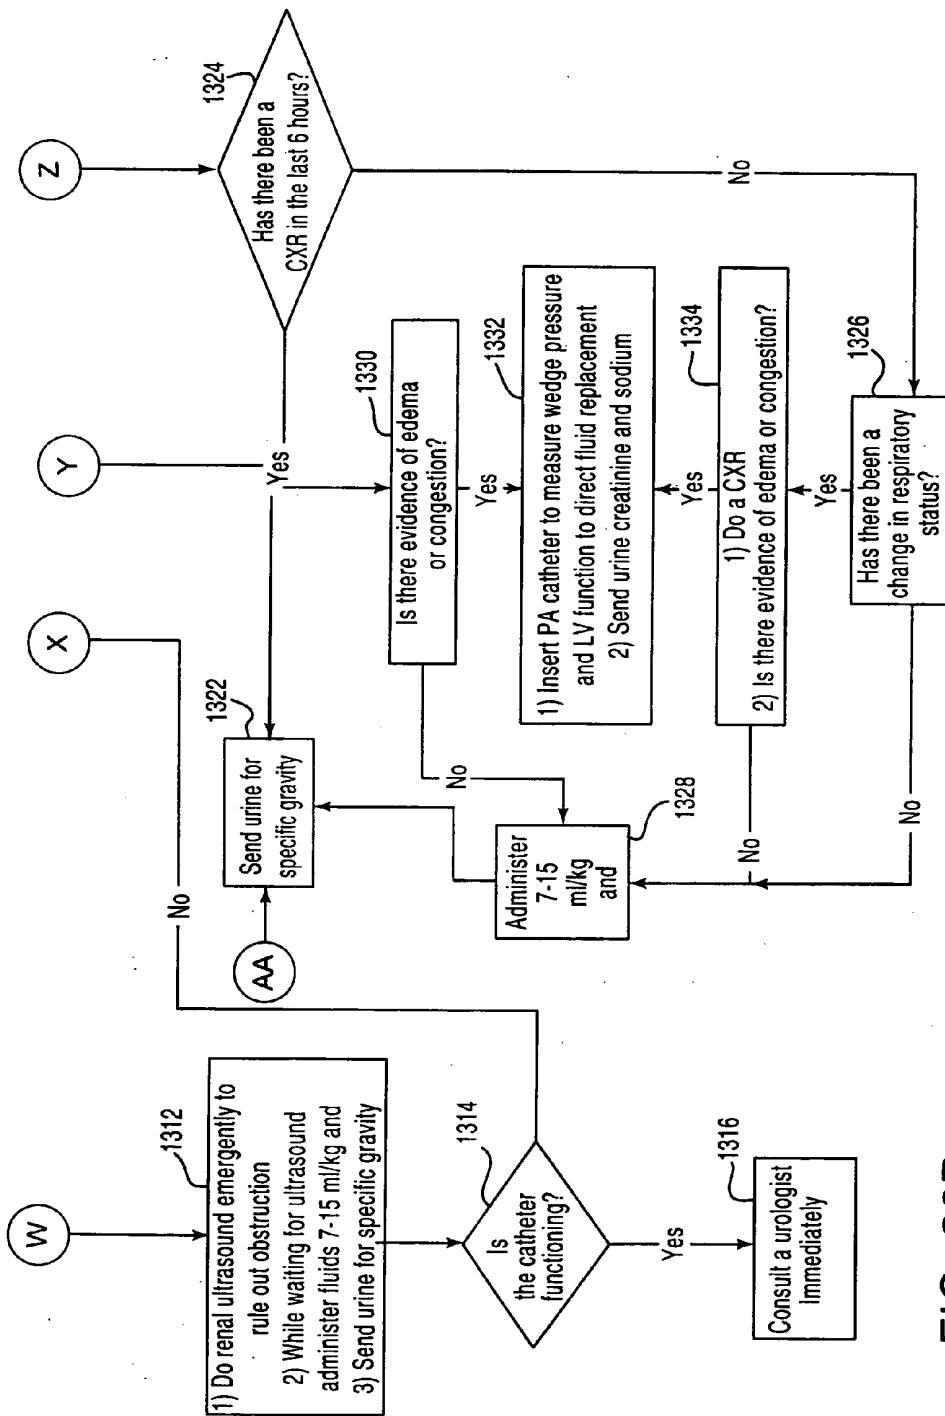 W
X
Y
Z
1312
1) Do renal ultrasound emergently to
rule out obstruction
2) While waiting for ultrasound
administer fluids 7-15 ml/kg and
3) Send urine for specific gravity
1314
Is
the catheter
functioning?
No
Yes
1316
Consult a urologist
Immediately
AA
1322
Send urine for
specific gravity
Yes
1324
Has there been a
CXR in the last 6 hours?
No
1330
Is there evidence of edema
or congestion?
No
Yes
1332
1) Insert PA catheter to measure wedge pressure
and LV function to direct fluid replacement
2) Send urine creatinine and sodium
1328
Administer
7-15
ml/kg
and
Yes
1334
1) Do a CXR
2) Is there evidence of edema or congestion?
No
Yes
1326
Has there been a
change in respiratory
status?
No
FIG